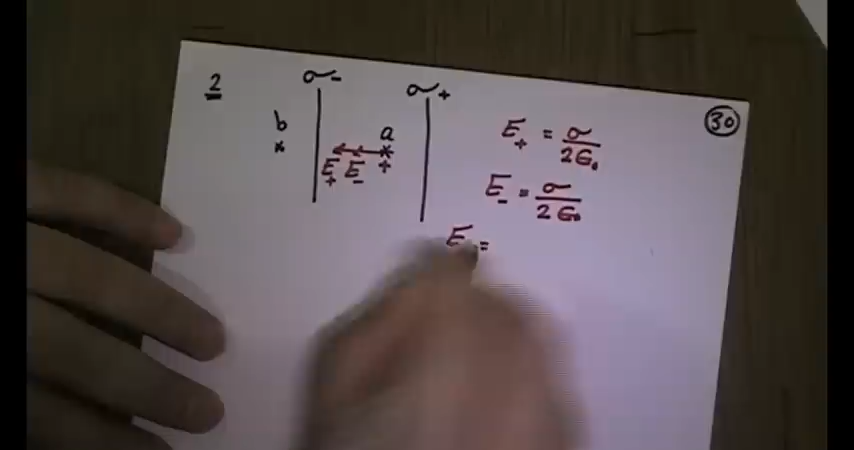 2
σ- σ+
30
b
x
a
+
E+ E-
E+ = σ/2ϵ₀
E- = σ/2ϵ₀
E =